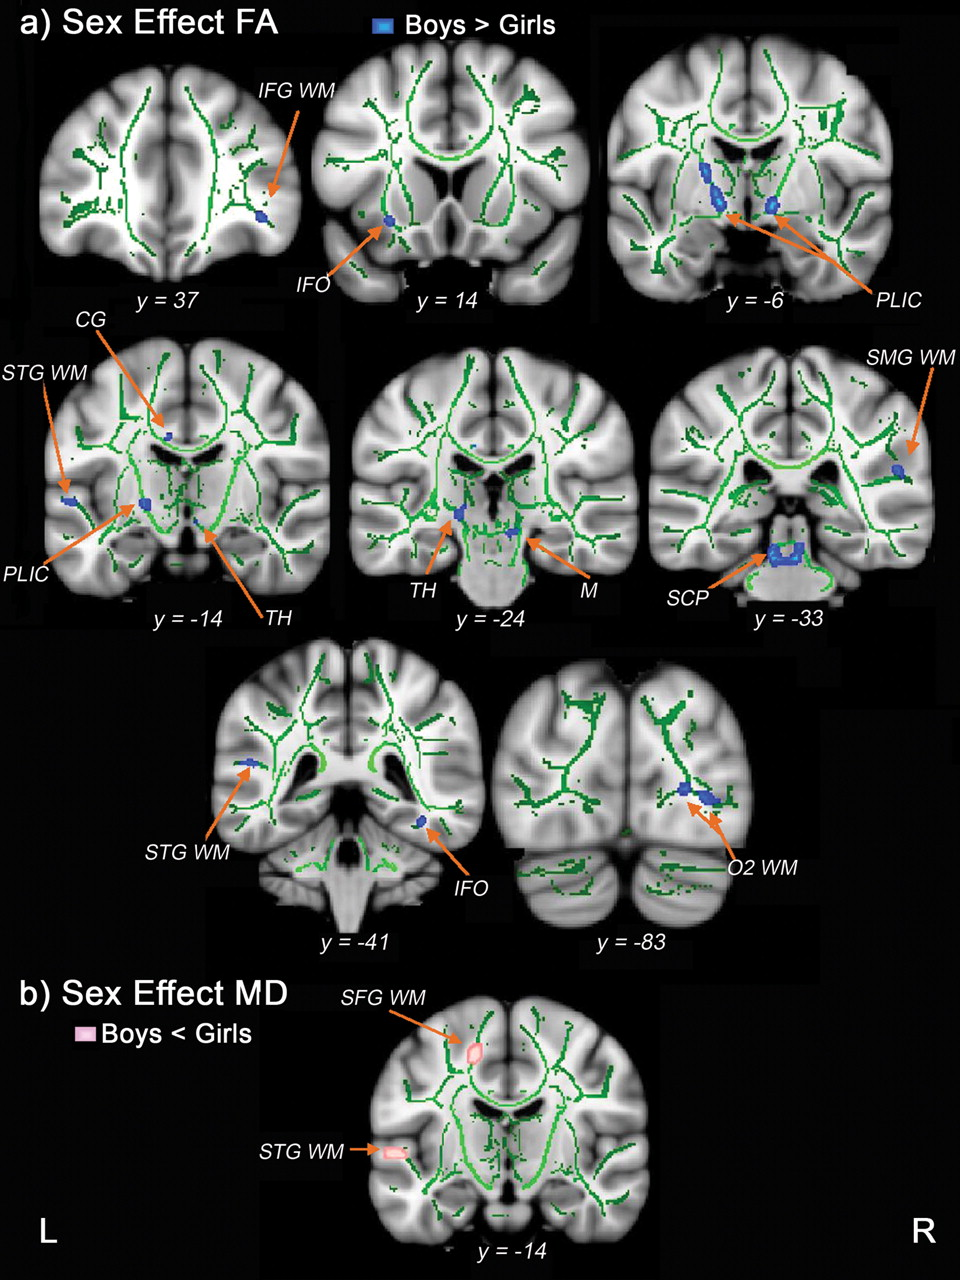 a) Sex Effect FA
Boys > Girls
IFG WM
IFO
PLIC
y = 37
y = 14
y = -6
CG
STG WM
SMG WM
PLIC
TH
TH
M
SCP
y = -14
y = -24
y = -33
STG WM
IFO
O2 WM
y = -41
y = -83
b) Sex Effect MD
Boys < Girls
SFG WM
STG WM
L
R
y = -14